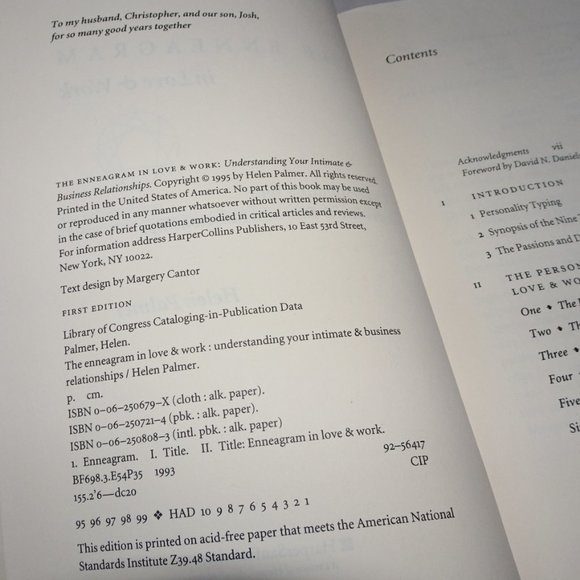 To my husband, Christopher, and our son, Josh,
for so many good years together
THE ENNEAGRAM IN LOVE & WORK: Understanding Your Intimate &
Business Relationships. Copyright © 1995 by Helen Palmer. All rights reserved.
Printed in the United States of America. No part of this book may be used
or reproduced in any manner whatsoever without written permission except
in the case of brief quotations embodied in critical articles and reviews.
For information address HarperCollins Publishers, 10 East 53rd Street,
New York, NY 10022.
Text design by Margery Cantor
FIRST EDITION
Library of Congress Cataloging-in-Publication Data
Palmer, Helen.
The enneagram in love & work : understanding your intimate & business
relationships / Helen Palmer.
p. cm.
ISBN 0–06–250679–X (cloth : alk. paper).
ISBN 0–06–250721–4 (pbk. : alk. paper).
ISBN 0–06–250808–3 (intl. pbk. : alk. paper)
1. Enneagram. I. Title. II. Title: Enneagram in love & work.
BF698.3.E54P35 1993
155.2'6—dc20
92–56417
CIP
95 96 97 98 99 ❖ HAD 10 9 8 7 6 5 4 3 2 1
This edition is printed on acid-free paper that meets the American National
Standards Institute Z39.48 Standard.
Contents
Acknowledgments vii
Foreword by David N. Daniels
I INTRODUCTION
1 Personality Typing
2 Synopsis of the Nine
3 The Passions and
II THE PERSON
LOVE & WO
One ◆ The
Two ◆ Th
Three ◆
Four ◆
Five
Si